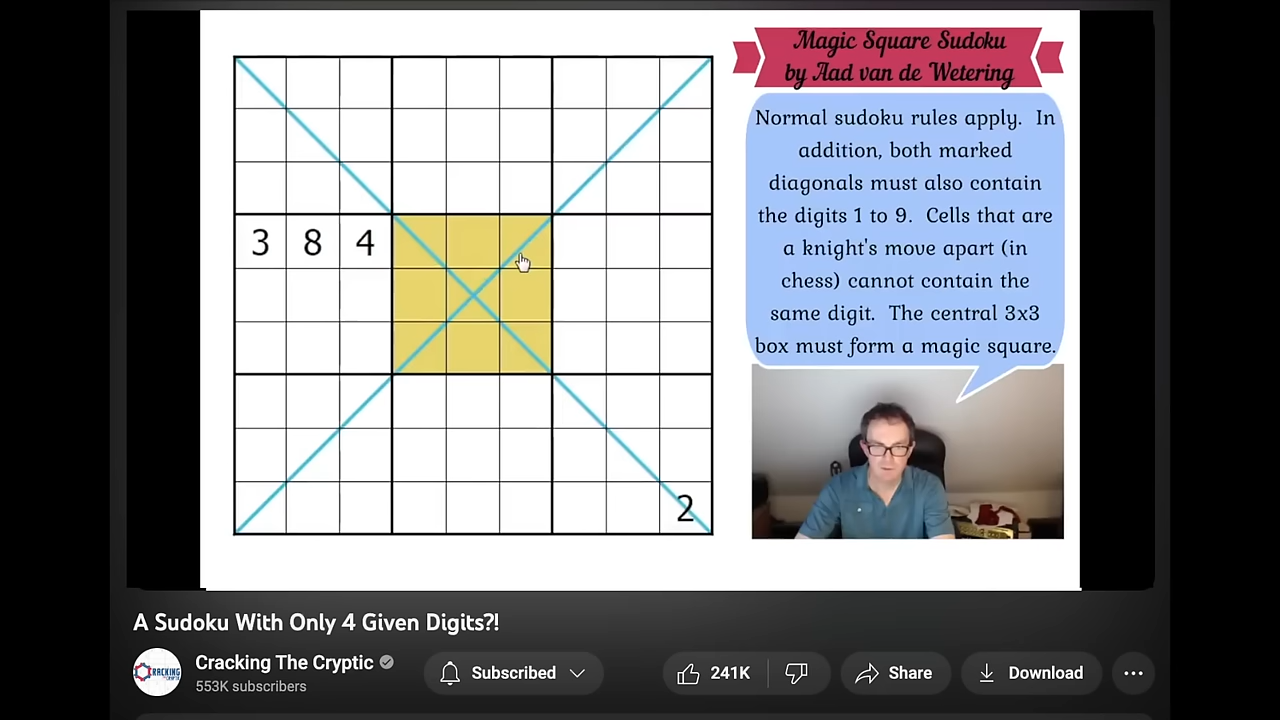 Magic Square Sudoku
by Aad van de Wetering
Normal sudoku rules apply. In
addition, both marked
diagonals must also contain
the digits 1 to 9. Cells that are
a knight's move apart (in
chess) cannot contain the
same digit. The central 3x3
box must form a magic square.
3 8 4
2
A Sudoku With Only 4 Given Digits?!
Cracking The Cryptic
553K subscribers
Subscribed
241K
Share
Download